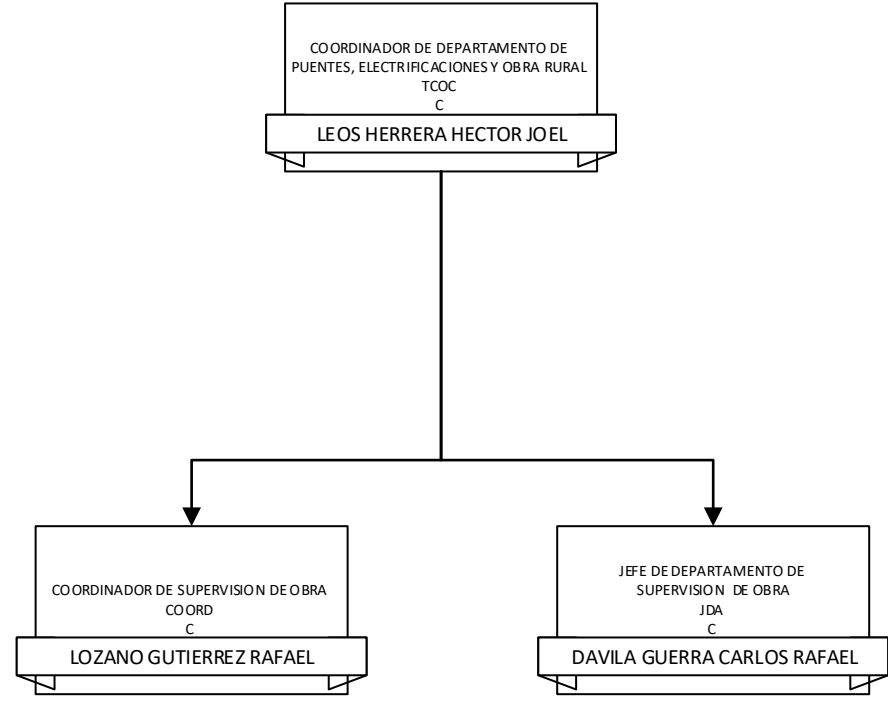 COORDINADOR DE DEPARTAMENTO DE
PUENTES, ELECTRIFICACIONES Y OBRA RURAL
TCOC
C
LEOS HERRERA HECTOR JOEL
COORDINADOR DE SUPERVISION DE OBRA
COORD
C
LOZANO GUTIERREZ RAFAEL
JEFE DE DEPARTAMENTO DE
SUPERVISION DE OBRA
JDA
C
DAVILA GUERRA CARLOS RAFAEL